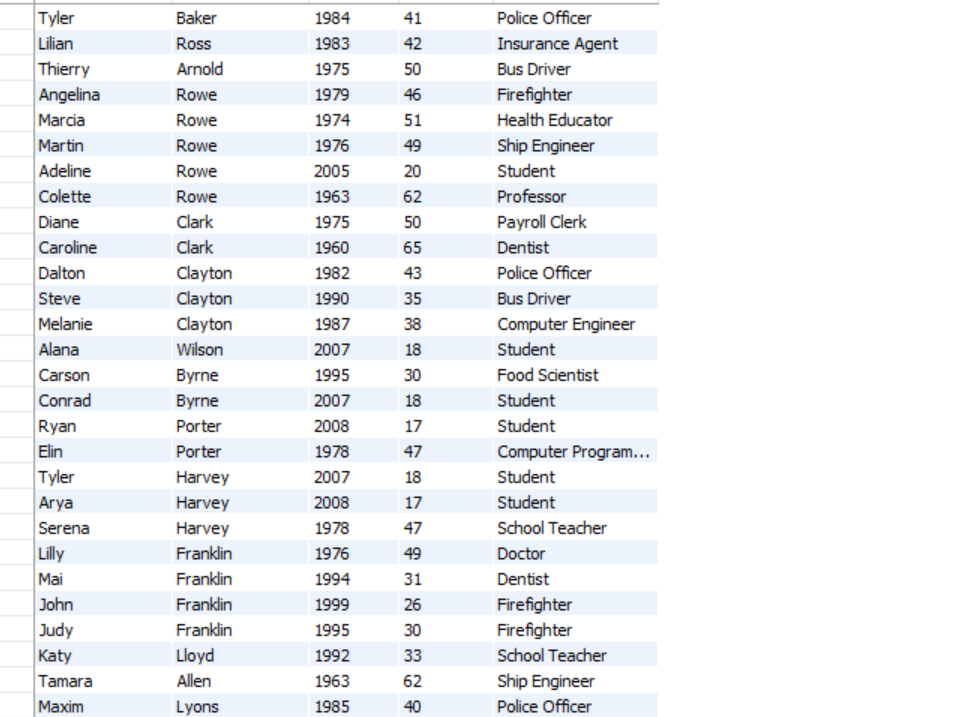 Tyler Baker 1984 41 Police Officer
Lilian Ross 1983 42 Insurance Agent
Thierry Arnold 1975 50 Bus Driver
Angelina Rowe 1979 46 Firefighter
Marcia Rowe 1974 51 Health Educator
Martin Rowe 1976 49 Ship Engineer
Adeline Rowe 2005 20 Student
Colette Rowe 1963 62 Professor
Diane Clark 1975 50 Payroll Clerk
Caroline Clark 1960 65 Dentist
Dalton Clayton 1982 43 Police Officer
Steve Clayton 1990 35 Bus Driver
Melanie Clayton 1987 38 Computer Engineer
Alana Wilson 2007 18 Student
Carson Byrne 1995 30 Food Scientist
Conrad Byrne 2007 18 Student
Ryan Porter 2008 17 Student
Elin Porter 1978 47 Computer Program...
Tyler Harvey 2007 18 Student
Arya Harvey 2008 17 Student
Serena Harvey 1978 47 School Teacher
Lilly Franklin 1976 49 Doctor
Mai Franklin 1994 31 Dentist
John Franklin 1999 26 Firefighter
Judy Franklin 1995 30 Firefighter
Katy Lloyd 1992 33 School Teacher
Tamara Allen 1963 62 Ship Engineer
Maxim Lyons 1985 40 Police Officer